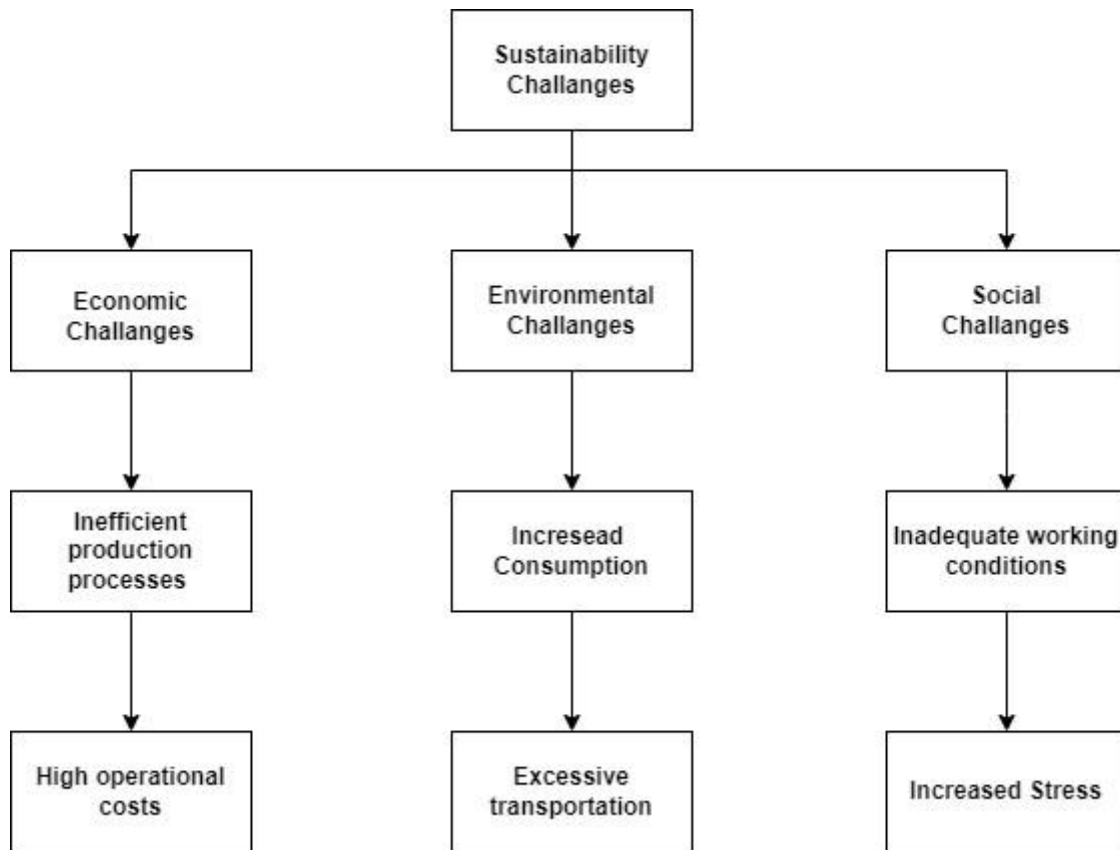 Sustainability
Challanges
Economic
Challanges
Environmental
Challanges
Social
Challanges
Inefficient
production
processes
Incresead
Consumption
Inadequate working
conditions
High operational
costs
Excessive
transportation
Increased Stress